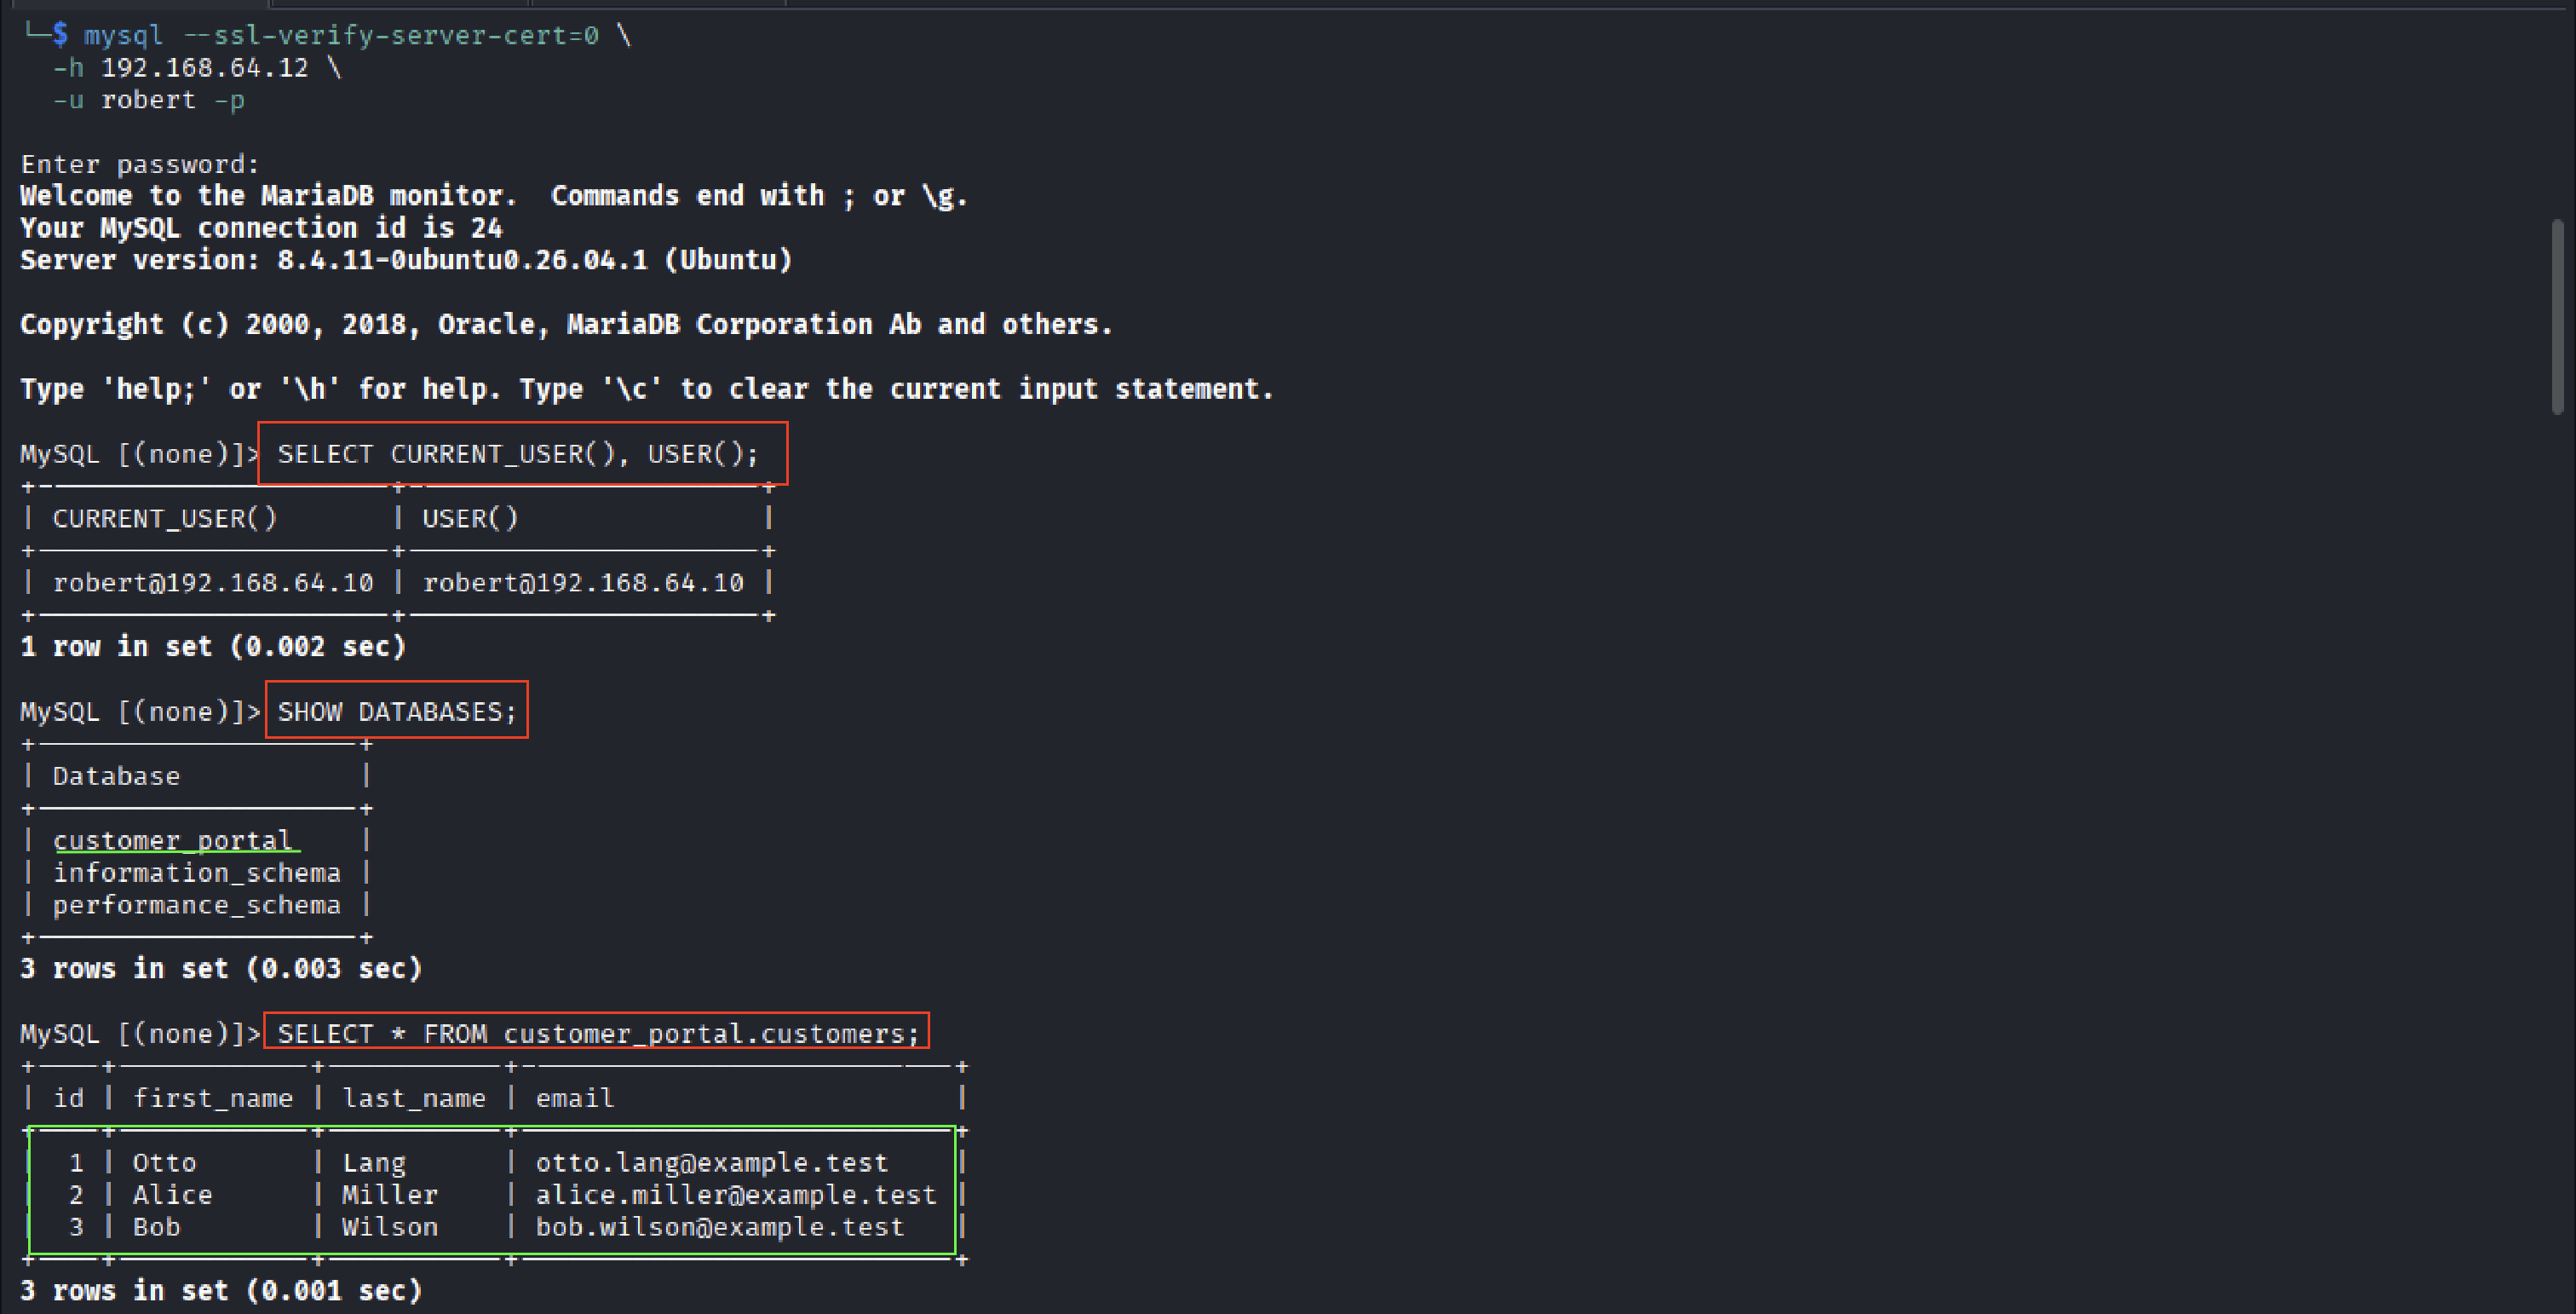 └─$ mysql --ssl-verify-server-cert=0 \
-h 192.168.64.12 \
-u robert -p
Enter password:
Welcome to the MariaDB monitor.  Commands end with ; or \g.
Your MySQL connection id is 24
Server version: 8.4.11-0ubuntu0.26.04.1 (Ubuntu)
Copyright (c) 2000, 2018, Oracle, MariaDB Corporation Ab and others.
Type 'help;' or '\h' for help. Type '\c' to clear the current input statement.
MySQL [(none)]> SELECT CURRENT_USER(), USER();
| CURRENT_USER() | USER() |
| robert@192.168.64.10 | robert@192.168.64.10 |
1 row in set (0.002 sec)
MySQL [(none)]> SHOW DATABASES;
| Database |
| customer_portal |
| information_schema |
| performance_schema |
3 rows in set (0.003 sec)
MySQL [(none)]> SELECT * FROM customer_portal.customers;
| id | first_name | last_name | email |
| 1 | Otto | Lang | otto.lang@example.test |
| 2 | Alice | Miller | alice.miller@example.test |
| 3 | Bob | Wilson | bob.wilson@example.test |
3 rows in set (0.001 sec)